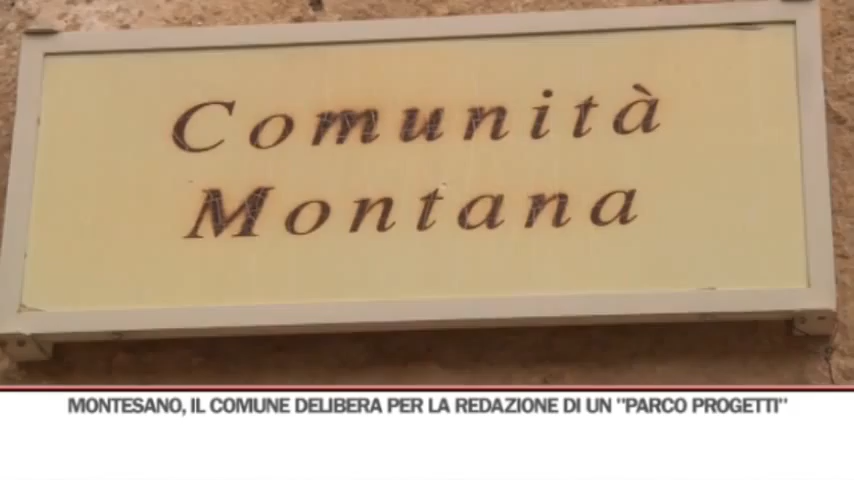 Comunità
Montana
MONTESANO, IL COMUNE DELIBERA PER LA REDAZIONE DI UN "PARCO PROGETTI"